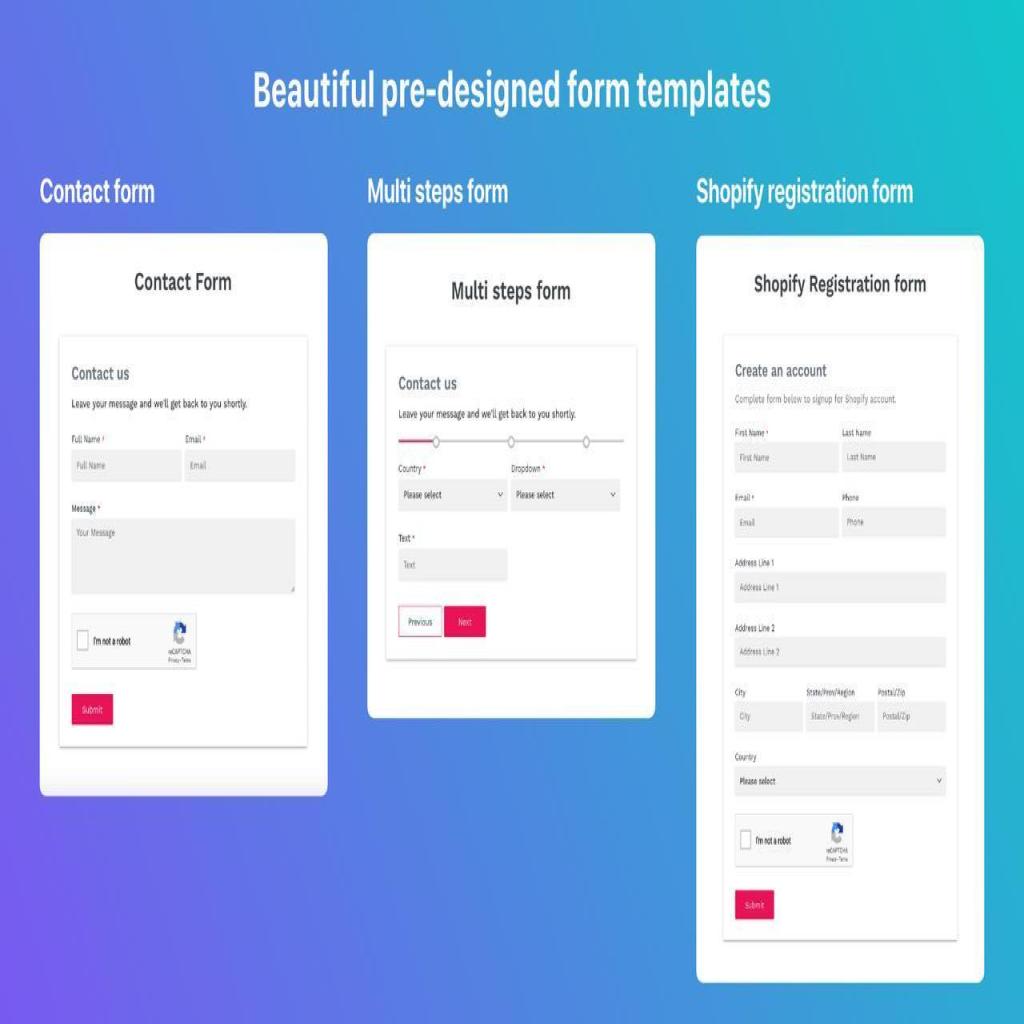 Beautiful pre-designed form templates
Contact form
Contact Form
Contact us
Leave your message and we'll get back to you shortly.
Full Name * Email *
Full Name Email
Message *
Your Message
I'm not a robot
reCAPTCHA
Privacy - Terms
Submit
Multi steps form
Multi steps form
Contact us
Leave your message and we'll get back to you shortly.
Country * Dropdown *
Please select Please select
Text *
Text
Previous Next
Shopify registration form
Shopify Registration form
Create an account
Complete form below to signup for Shopify account.
First Name * Last name
First Name Last Name
Email * Phone
Email Phone
Address Line 1
Address Line 1
Address Line 2
Address Line 2
City State/Prov/Region Postal/Zip
City State/Prov/Region Postal/Zip
Country
Please select
I'm not a robot
reCAPTCHA
Privacy - Terms
Submit